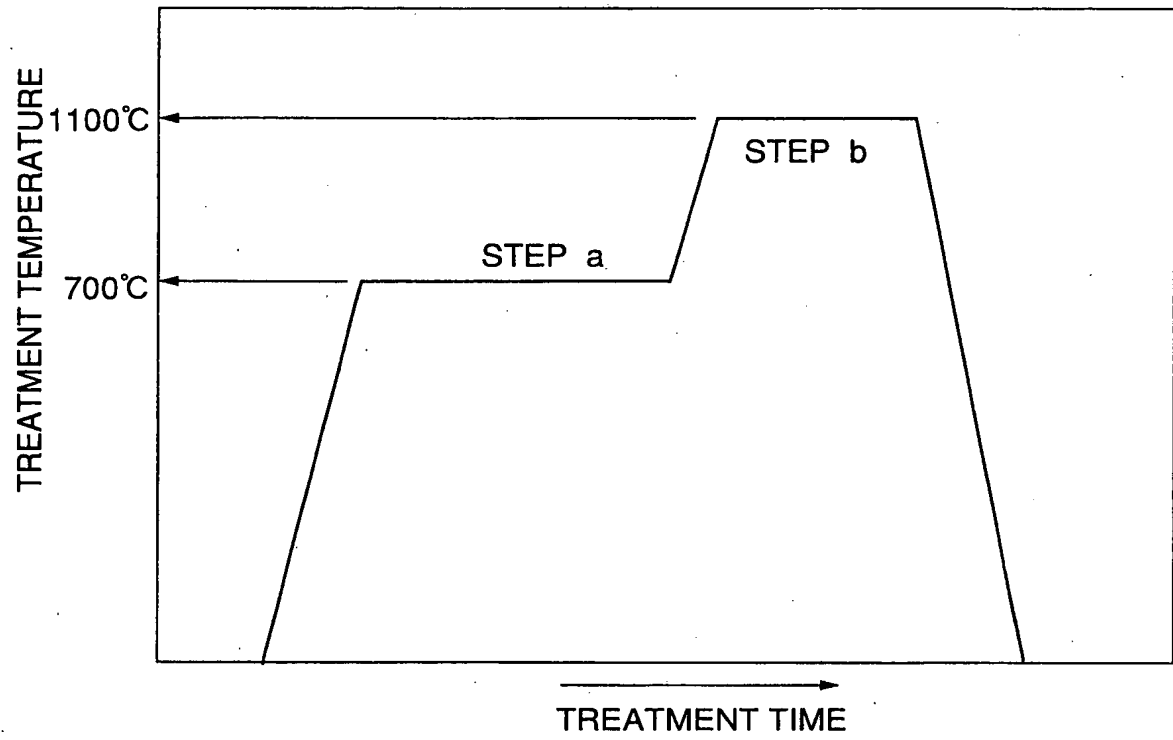 TREATMENT TEMPERATURE
1100℃
STEP b
STEP a
700℃
TREATMENT TIME